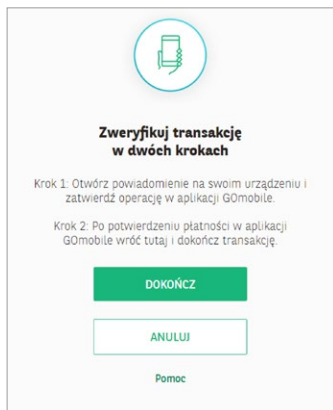 Zweryfikuj transakcję
w dwóch krokach
Krok 1: Otwórz powiadomienie na swoim urządzeniu i
zatwierdź operację w aplikacji GOmobile.
Krok 2: Po potwierdzeniu płatności w aplikacji
GOmobile wróć tutaj i dokończ transakcję.
DOKOŃCZ
ANULUJ
Pomoc